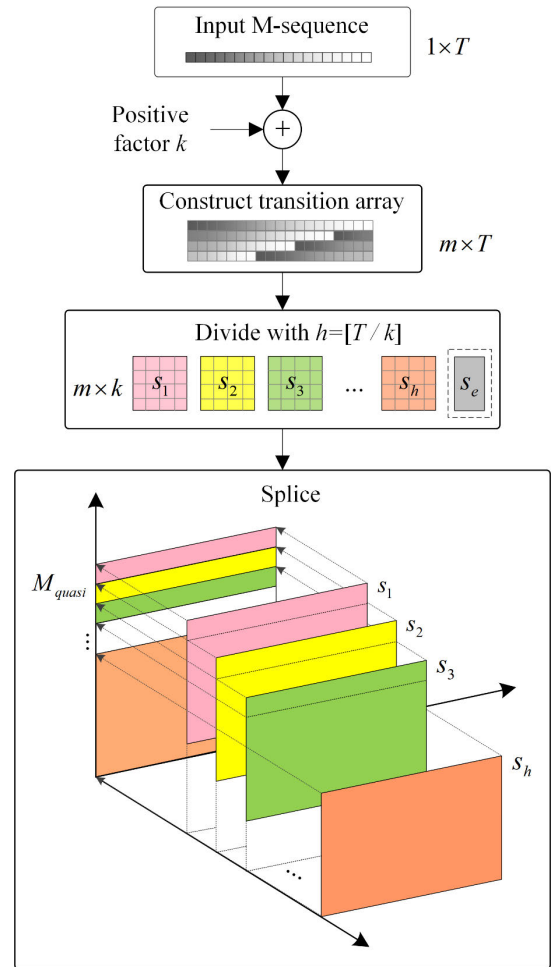 Input M-sequence
1×T
Positive
factor k
+
Construct transition array
m×T
Divide with h=[T / k]
m×k s₁ s₂ s₃ ... sₕ sₑ
Splice
M_quasi
s₁
s₂
s₃
...
sₕ
...